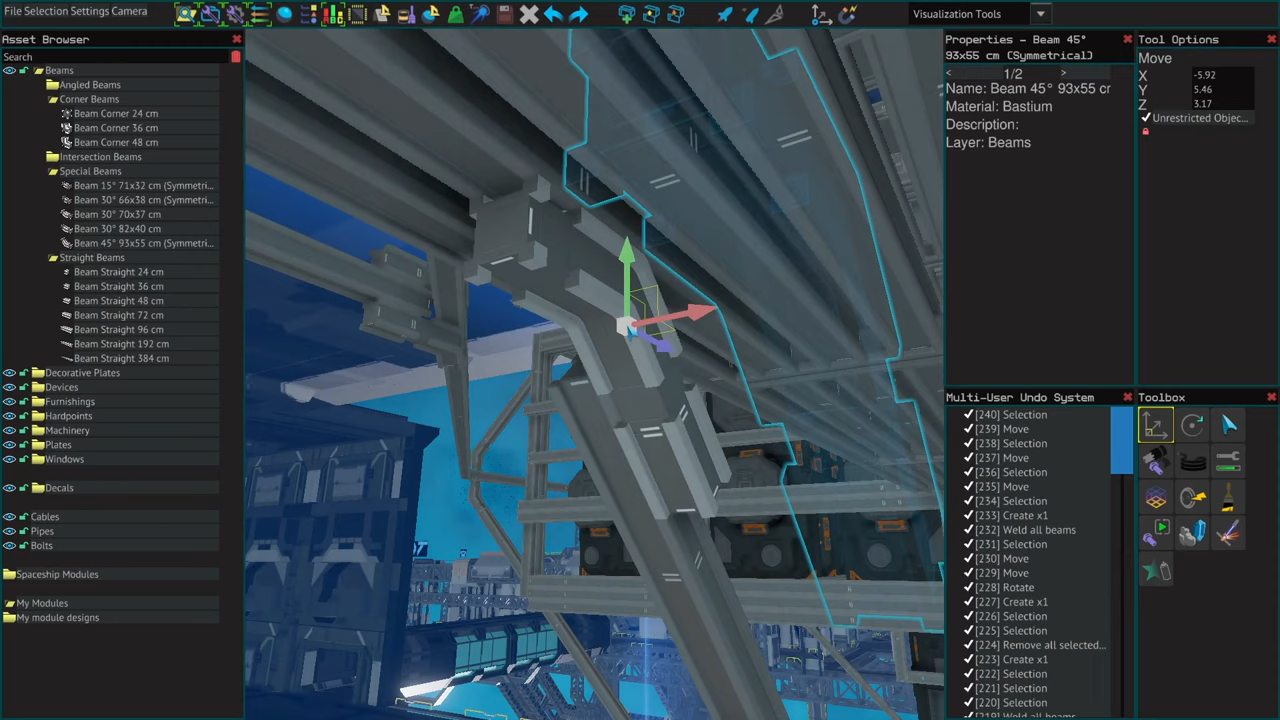 File Selection Settings Camera
Visualization Tools
Asset Browser
Search
Beams
Angled Beams
Corner Beams
Beam Corner 24 cm
Beam Corner 36 cm
Beam Corner 48 cm
Intersection Beams
Special Beams
Beam 15° 71x32 cm (Symmetri...
Beam 30° 66x38 cm (Symmetri...
Beam 30° 70x37 cm
Beam 30° 82x40 cm
Beam 45° 93x55 cm (Symmetri...
Straight Beams
Beam Straight 24 cm
Beam Straight 36 cm
Beam Straight 48 cm
Beam Straight 72 cm
Beam Straight 96 cm
Beam Straight 192 cm
Beam Straight 384 cm
Decorative Plates
Devices
Furnishings
Hardpoints
Machinery
Plates
Windows
Decals
Cables
Pipes
Bolts
Spaceship Modules
My Modules
My module designs
Properties - Beam 45°
93x55 cm (Symmetrical)
< 1/2 >
Name: Beam 45° 93x55 cr
Material: Bastium
Description:
Layer: Beams
Tool Options
Move
X -5.92
Y 5.46
Z 3.17
Unrestricted Objec...
Multi-User Undo System
[240] Selection
[239] Move
[238] Selection
[237] Move
[236] Selection
[235] Move
[234] Selection
[233] Create x1
[232] Weld all beams
[231] Selection
[230] Move
[229] Move
[228] Rotate
[227] Create x1
[226] Selection
[225] Selection
[224] Remove all selected...
[223] Create x1
[222] Selection
[221] Selection
[220] Selection
[219] Weld all beams
Toolbox